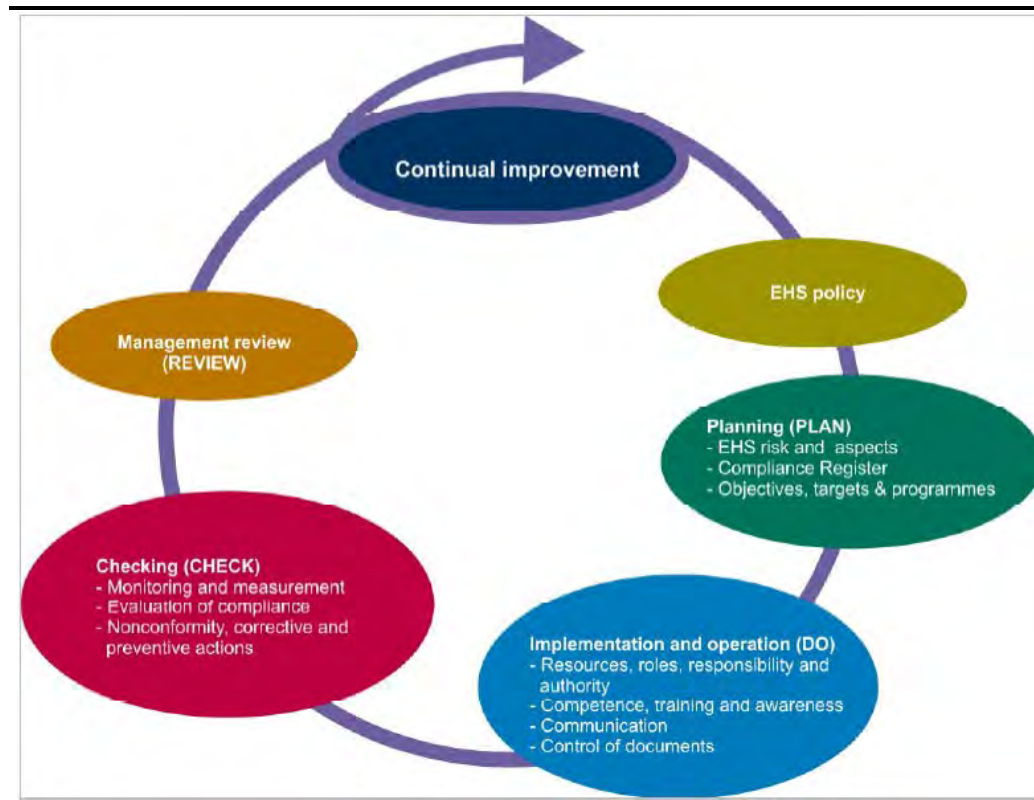 Continual improvement
EHS policy
Planning (PLAN)
- EHS risk and aspects
- Compliance Register
- Objectives, targets & programmes
Implementation and operation (DO)
- Resources, roles, responsibility and
authority
- Competence, training and awareness
- Communication
- Control of documents
Checking (CHECK)
- Monitoring and measurement
- Evaluation of compliance
- Nonconformity, corrective and
preventive actions
Management review
(REVIEW)